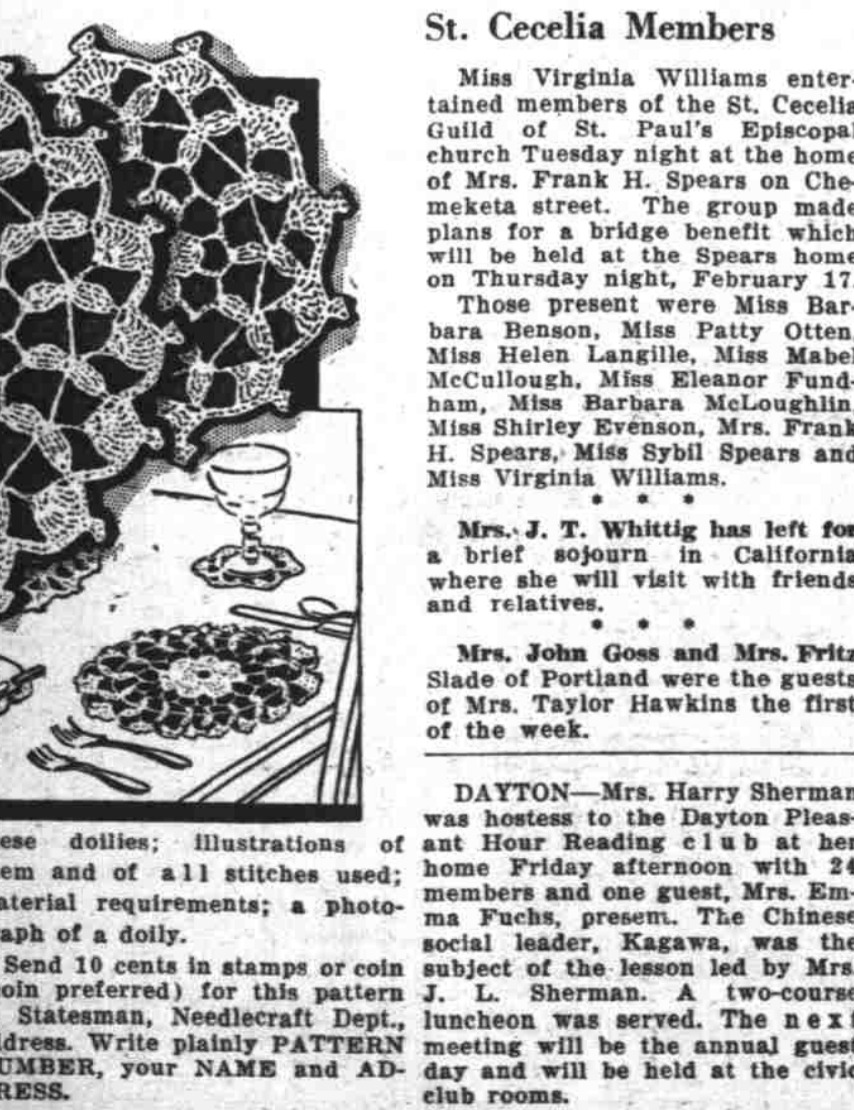 ese doilies; illustrations of
em and of all stitches used;
aterial requirements; a photo-
aph of a doily.
Send 10 cents in stamps or coin
oin preferred) for this pattern
Statesman, Needlecraft Dept.,
ddress. Write plainly PATTERN
UMBER, your NAME and AD-
RESS.
St. Cecelia Members
Miss Virginia Williams enter-
tained members of the St. Cecelia
Guild of St. Paul's Episcopal
church Tuesday night at the home
of Mrs. Frank H. Spears on Che-
meketa street. The group made
plans for a bridge benefit which
will be held at the Spears home
on Thursday night, February 17.
Those present were Miss Bar-
bara Benson, Miss Patty Otten,
Miss Helen Langille, Miss Mabel
McCullough, Miss Eleanor Fund-
ham, Miss Barbara McLoughlin,
Miss Shirley Evenson, Mrs. Frank
H. Spears, Miss Sybil Spears and
Miss Virginia Williams.
* * *
Mrs. J. T. Whittig has left for
a brief sojourn in California
where she will visit with friends
and relatives.
* * *
Mrs. John Goss and Mrs. Fritz
Slade of Portland were the guests
of Mrs. Taylor Hawkins the first
of the week.
DAYTON—Mrs. Harry Sherman
was hostess to the Dayton Pleas-
ant Hour Reading club at her
home Friday afternoon with 24
members and one guest, Mrs. Em-
ma Fuchs, present. The Chinese
social leader, Kagawa, was the
subject of the lesson led by Mrs.
J. L. Sherman. A two-course
luncheon was served. The next
meeting will be the annual guest
day and will be held at the civic
club rooms.